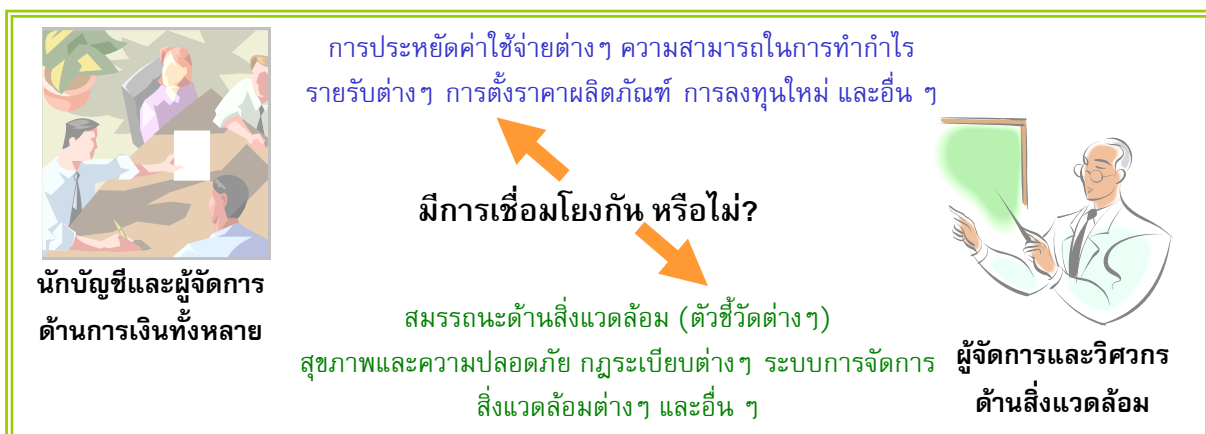 การประหยัดค่าใช้จ่ายต่างๆ ความสามารถในการทำกำไร
รายรับต่างๆ การตั้งราคาผลิตภัณฑ์ การลงทุนใหม่ และอื่น ๆ
มีการเชื่อมโยงกัน หรือไม่?
นักบัญชีและผู้จัดการ
ด้านการเงินทั้งหลาย
สมรรถนะด้านสิ่งแวดล้อม (ตัวชี้วัดต่างๆ)
สุขภาพและความปลอดภัย กฎระเบียบต่างๆ ระบบการจัดการ
สิ่งแวดล้อมต่างๆ และอื่น ๆ
ผู้จัดการและวิศวกร
ด้านสิ่งแวดล้อม